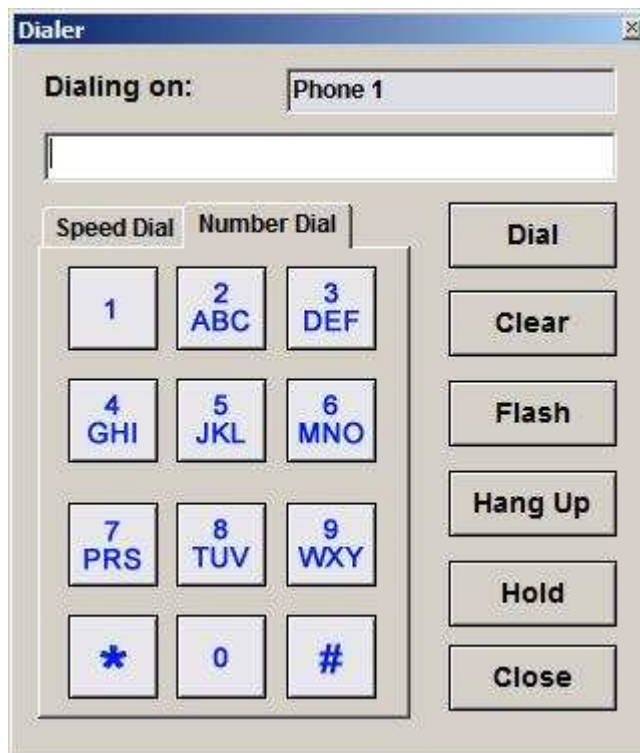 Dialer
Dialing on: Phone 1
Speed Dial Number Dial
1
2
ABC
3
DEF
4
GHI
5
JKL
6
MNO
7
PRS
8
TUV
9
WXY
*
0
#
Dial
Clear
Flash
Hang Up
Hold
Close